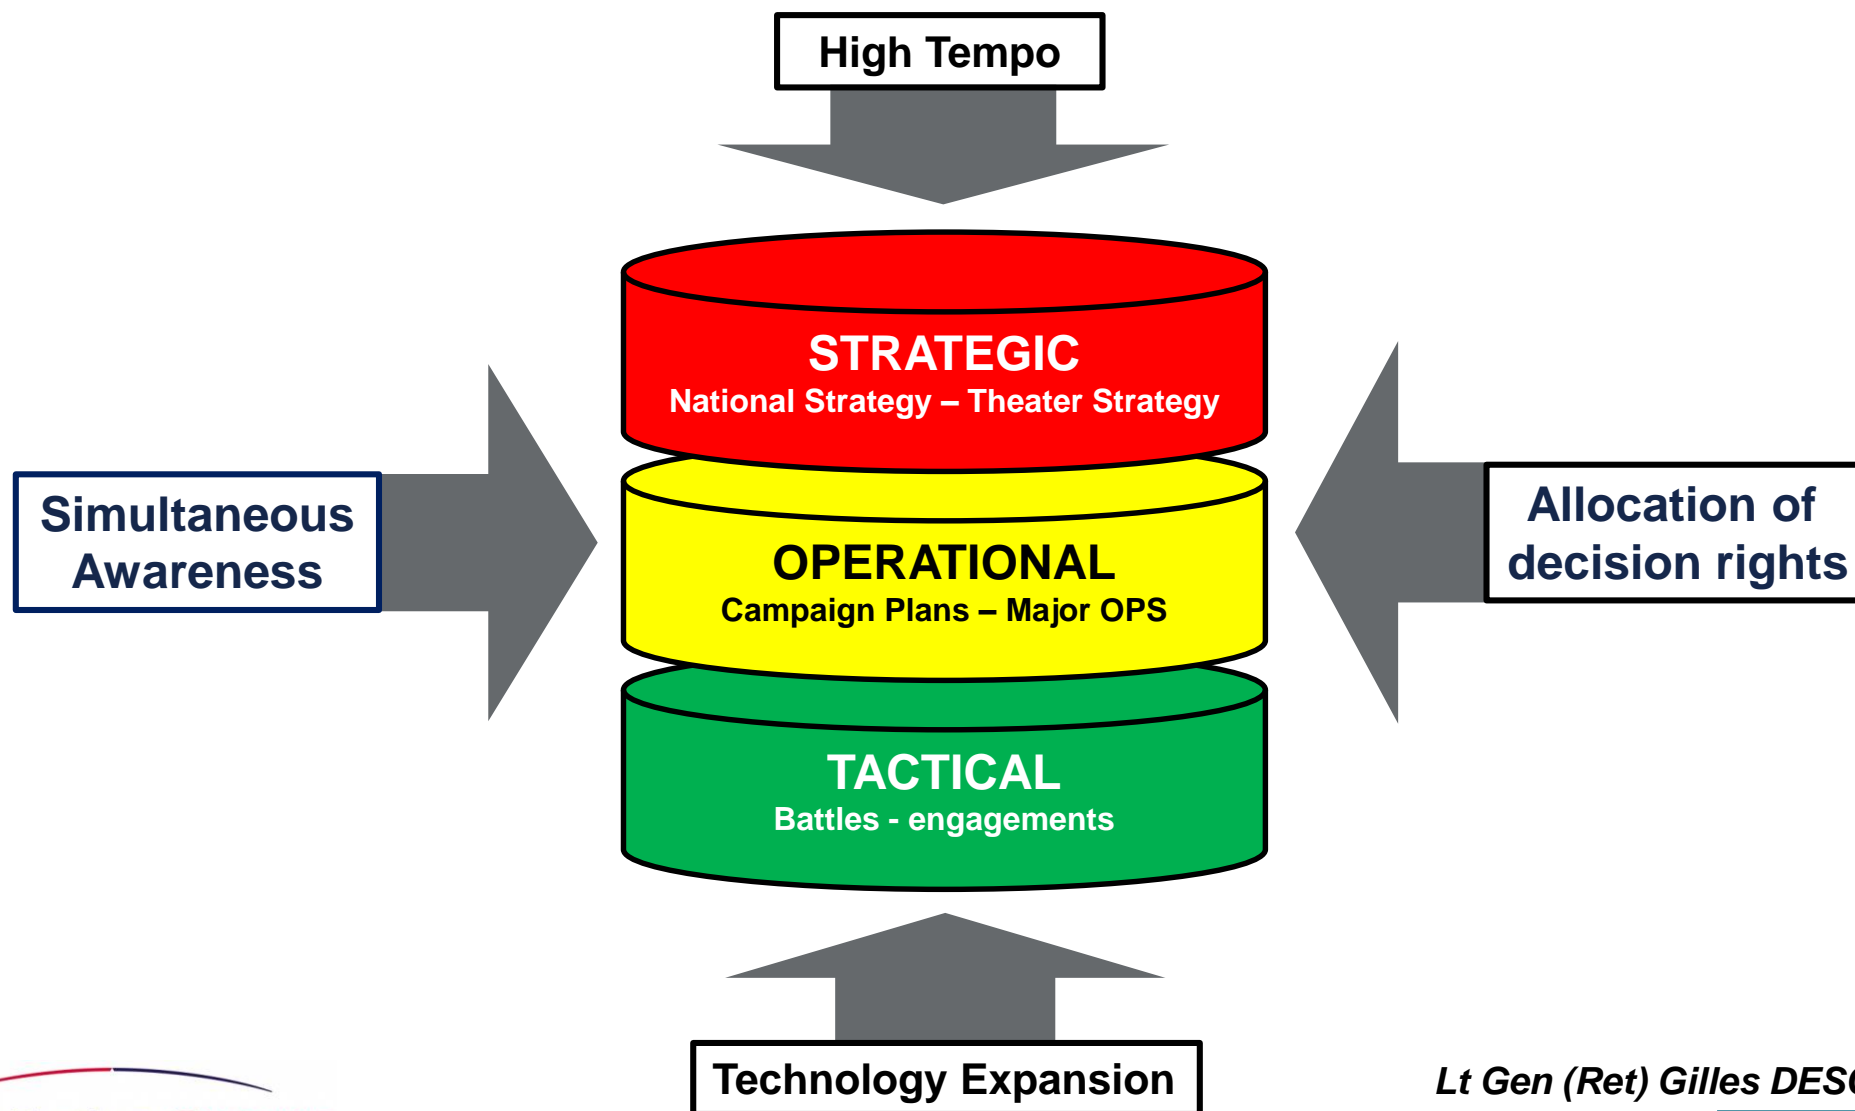 High Tempo
STRATEGIC
National Strategy – Theater Strategy
Simultaneous
Awareness
Allocation of
decision rights
OPERATIONAL
Campaign Plans – Major OPS
TACTICAL
Battles - engagements
Technology Expansion
Lt Gen (Ret) Gilles